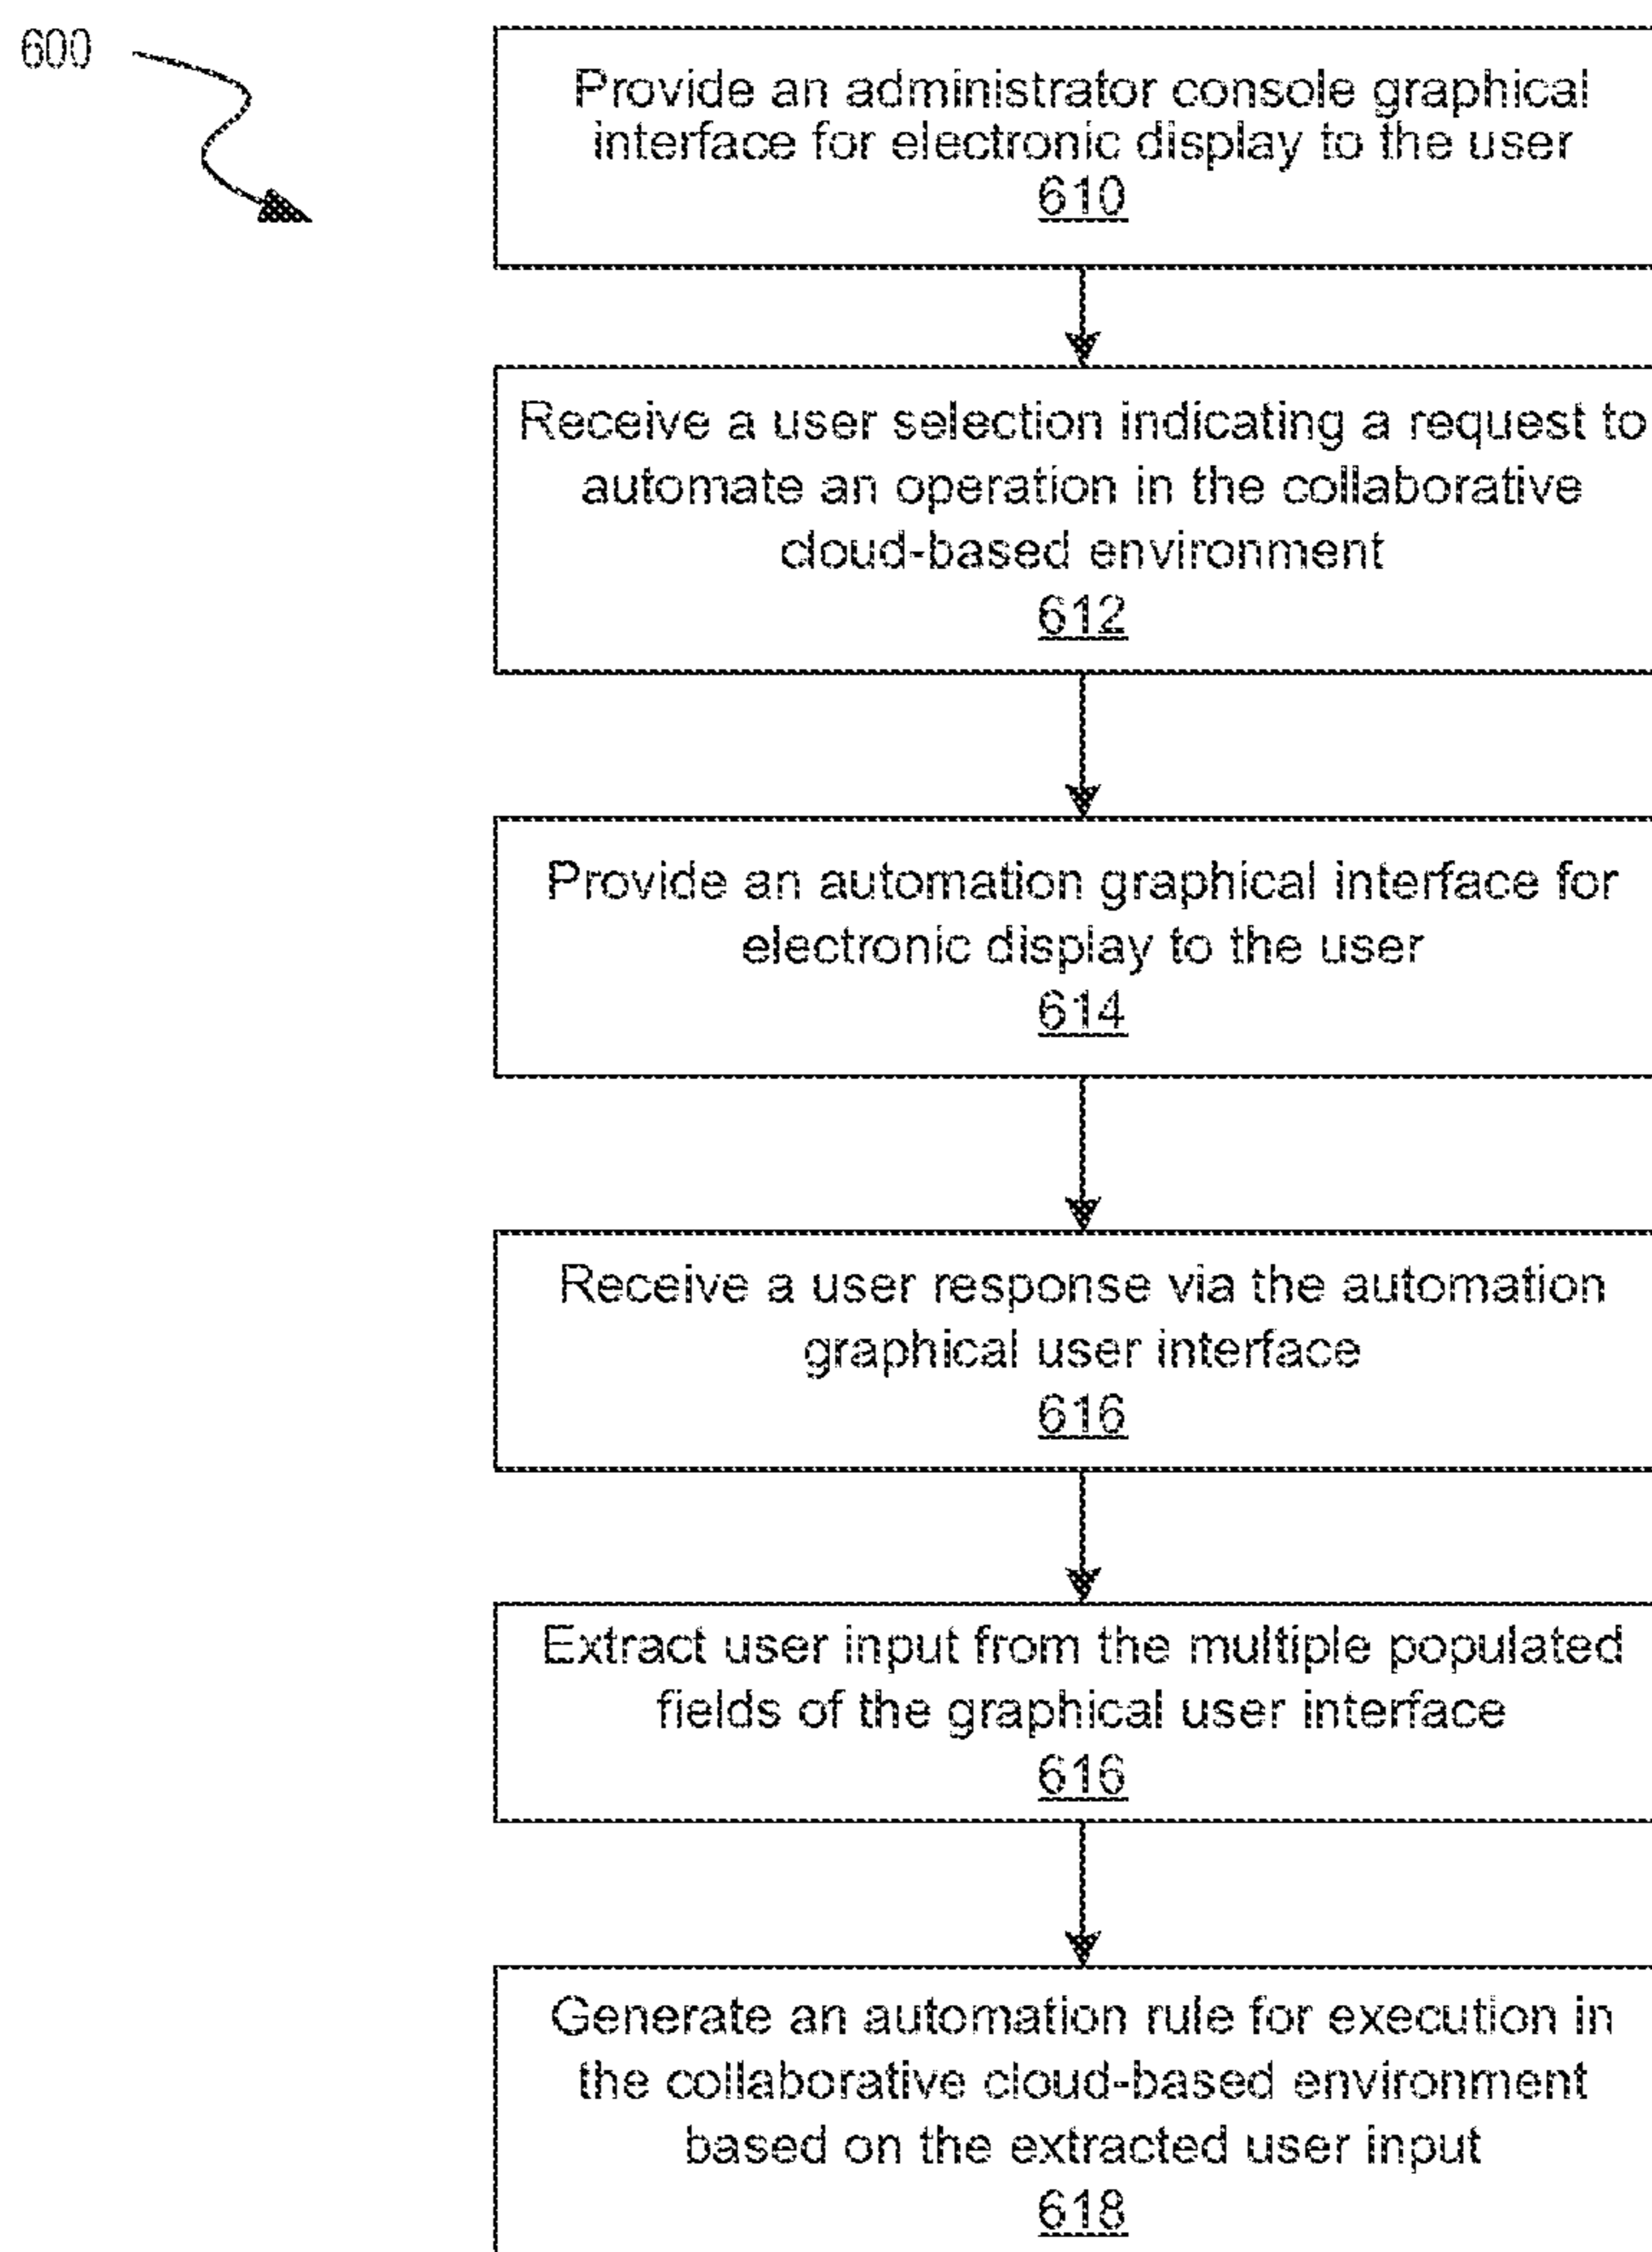 600
Provide an administrator console graphical
interface for electronic display to the user
610
Receive a user selection indicating a request to
automate an operation in the collaborative
cloud-based environment
612
Provide an automation graphical interface for
electronic display to the user
614
Receive a user response via the automation
graphical user interface
616
Extract user input from the multiple populated
fields of the graphical user interface
616
Generate an automation rule for execution in
the collaborative cloud-based environment
based on the extracted user input
618